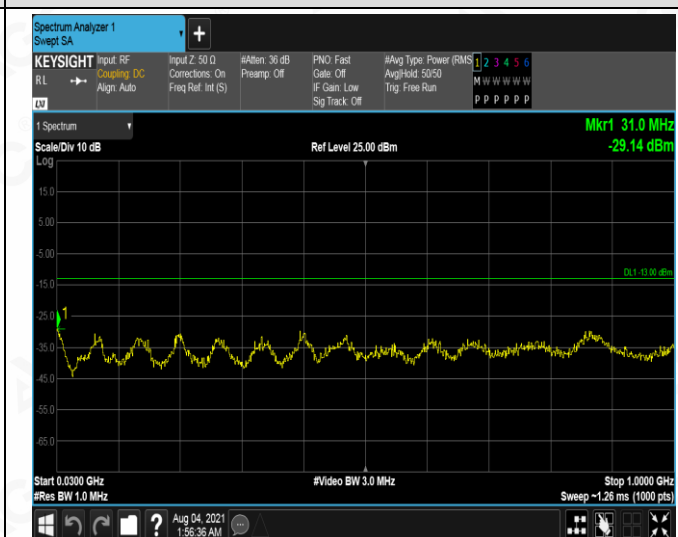 Spectrum Analyzer 1
Swept SA
+
KEYSIGHT Input: RF Input Z: 50 Ω #Atten: 36 dB PNO: Fast #Avg Type: Power (RMS 1 2 3 4 5 6
RL Coupling: DC Corrections: On Preamp: Off Gate: Off Avg|Hold: 50/50 M W W W W W
Align: Auto Freq Ref: Int (S) IF Gain: Low Trig: Free Run
LXI Sig Track: Off P P P P P P
1 Spectrum Mkr1 31.0 MHz
Scale/Div 10 dB Ref Level 25.00 dBm -29.14 dBm
Log
15.0
5.00
-5.00
DL1 -13.00 dBm
-15.0
-25.0 1
-35.0
-45.0
-55.0
-65.0
Start 0.0300 GHz #Video BW 3.0 MHz Stop 1.0000 GHz
#Res BW 1.0 MHz Sweep ~1.26 ms (1000 pts)
? Aug 04, 2021
1:56:36 AM